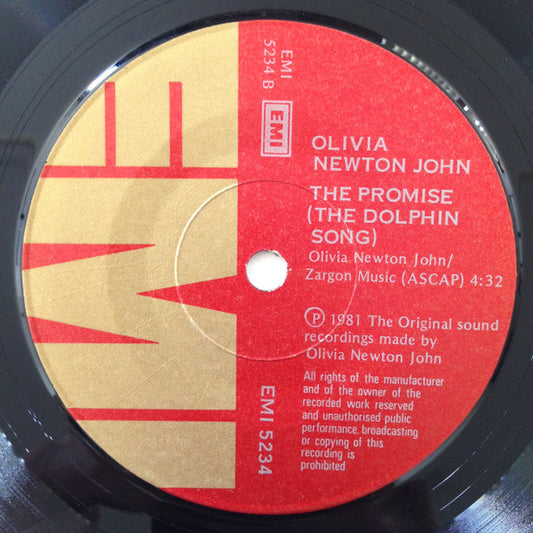 EMI
5234 B
EMI
OLIVIA
NEWTON JOHN
THE PROMISE
(THE DOLPHIN
SONG)
Olivia Newton John/
Zargon Music (ASCAP) 4:32
Ⓟ 1981 The Original sound
recordings made by
Olivia Newton John
All rights of the manufacturer
and of the owner of the
recorded work reserved
and unauthorised public
performance, broadcasting
or copying of this
recording is
prohibited
EMI 5234
EMI